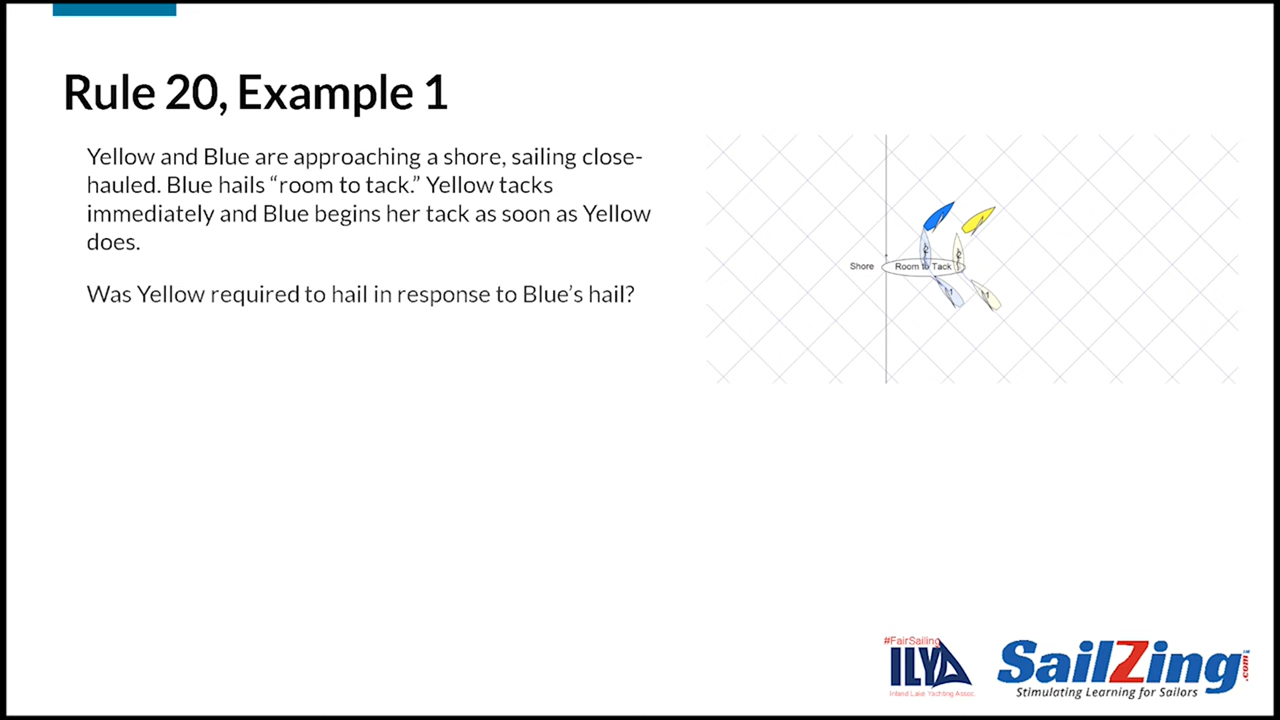 Rule 20, Example 1
Yellow and Blue are approaching a shore, sailing close-
hauled. Blue hails “room to tack.” Yellow tacks
immediately and Blue begins her tack as soon as Yellow
does.
Was Yellow required to hail in response to Blue’s hail?
Shore
Room to Tack
#FairSailing
ILYA
Inland Lake Yachting Assoc.
SailZing.com
Stimulating Learning for Sailors